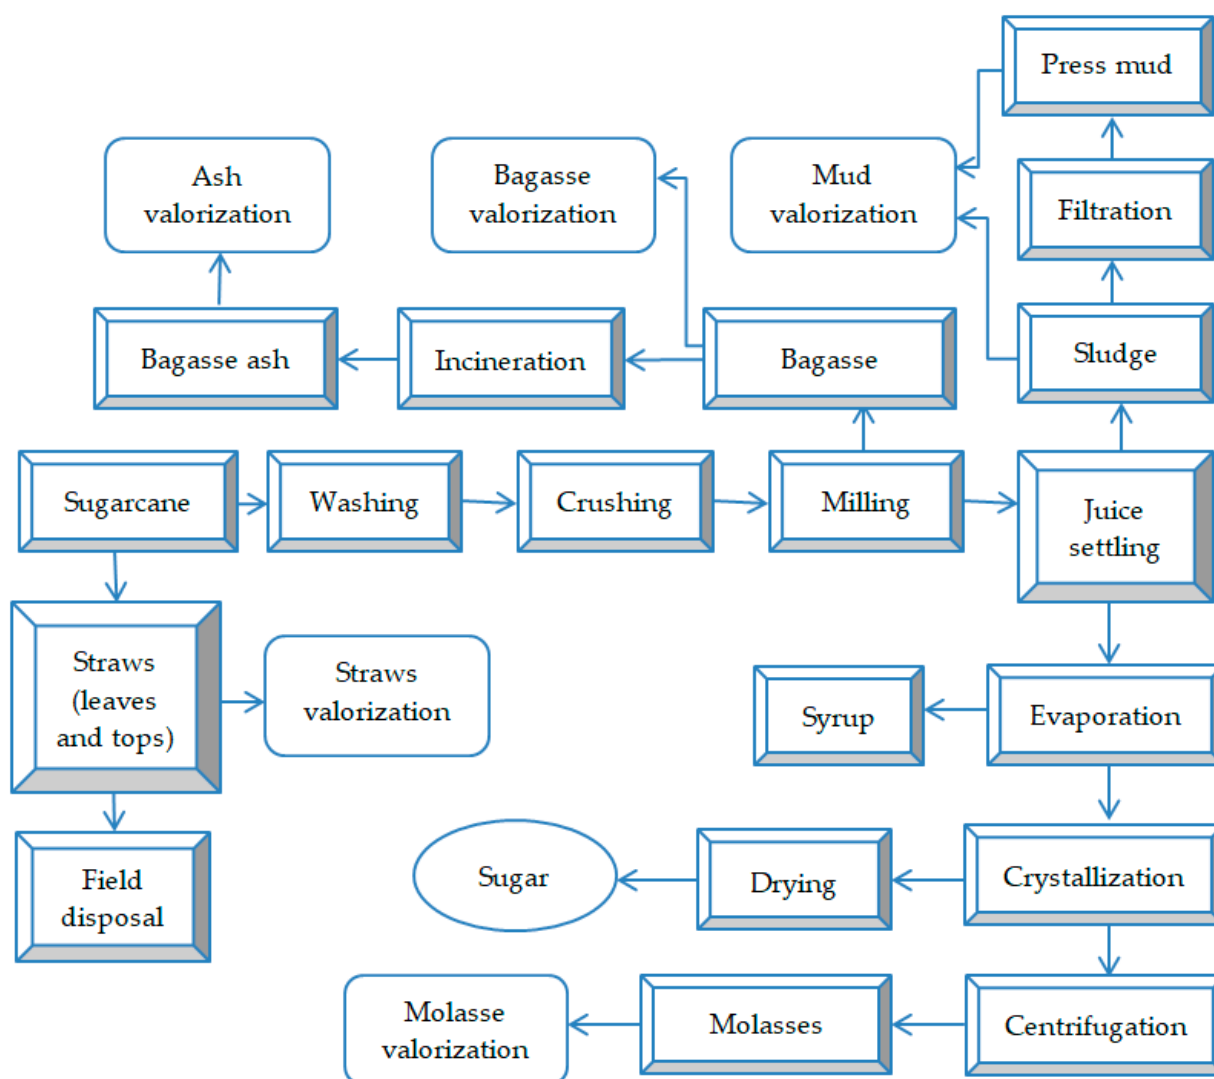 Press mud
Ash
valorization
Bagasse
valorization
Mud
valorization
Filtration
Bagasse ash
Incineration
Bagasse
Sludge
Sugarcane
Washing
Crushing
Milling
Juice
settling
Straws
(leaves
and tops)
Straws
valorization
Syrup
Evaporation
Field
disposal
Sugar
Drying
Crystallization
Molasse
valorization
Molasses
Centrifugation